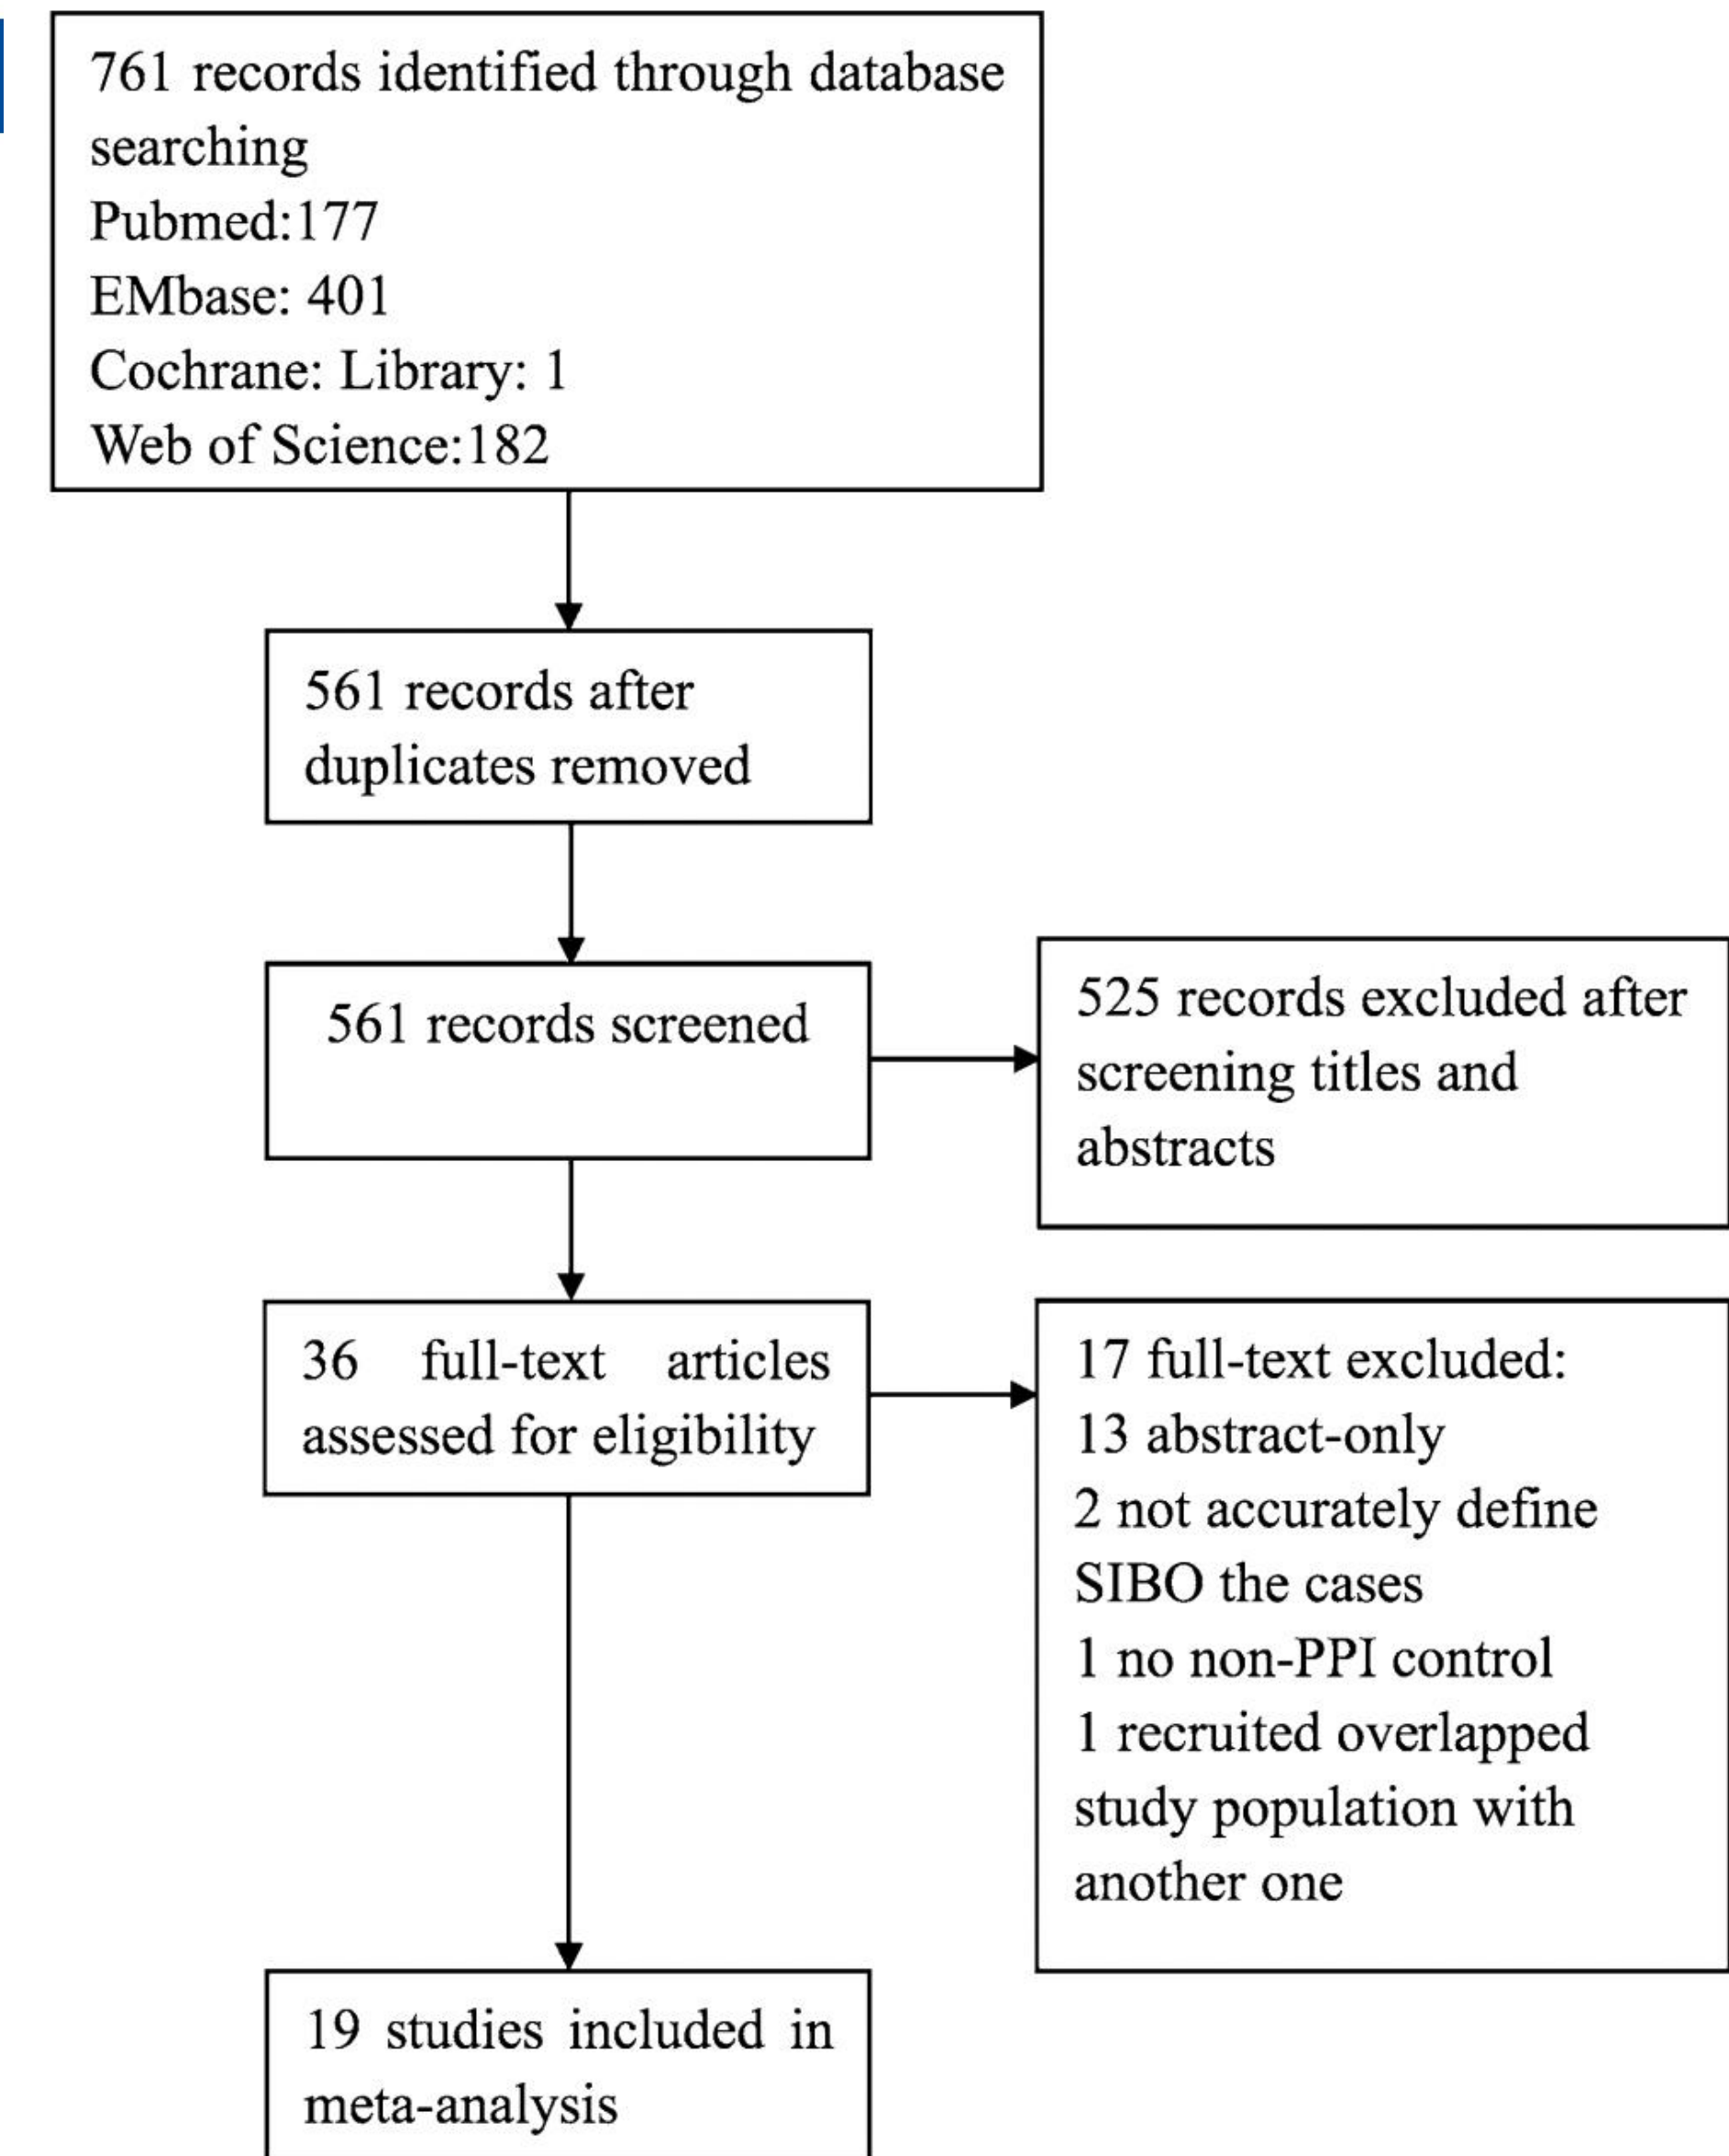 761 records identified through database
searching
Pubmed:177
EMbase: 401
Cochrane: Library: 1
Web of Science:182
561 records after
duplicates removed
561 records screened
525 records excluded after
screening titles and
abstracts
36 full-text articles
assessed for eligibility
17 full-text excluded:
13 abstract-only
2 not accurately define
SIBO the cases
1 no non-PPI control
1 recruited overlapped
study population with
another one
19 studies included in
meta-analysis